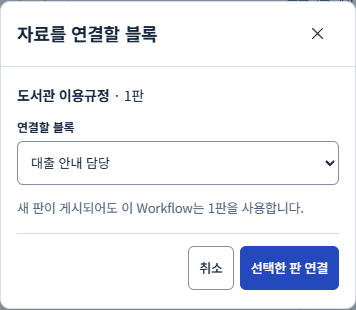 자료를 연결할 블록
도서관 이용규정 · 1판
연결할 블록
대출 안내 담당
새 판이 게시되어도 이 Workflow는 1판을 사용합니다.
취소
선택한 판 연결